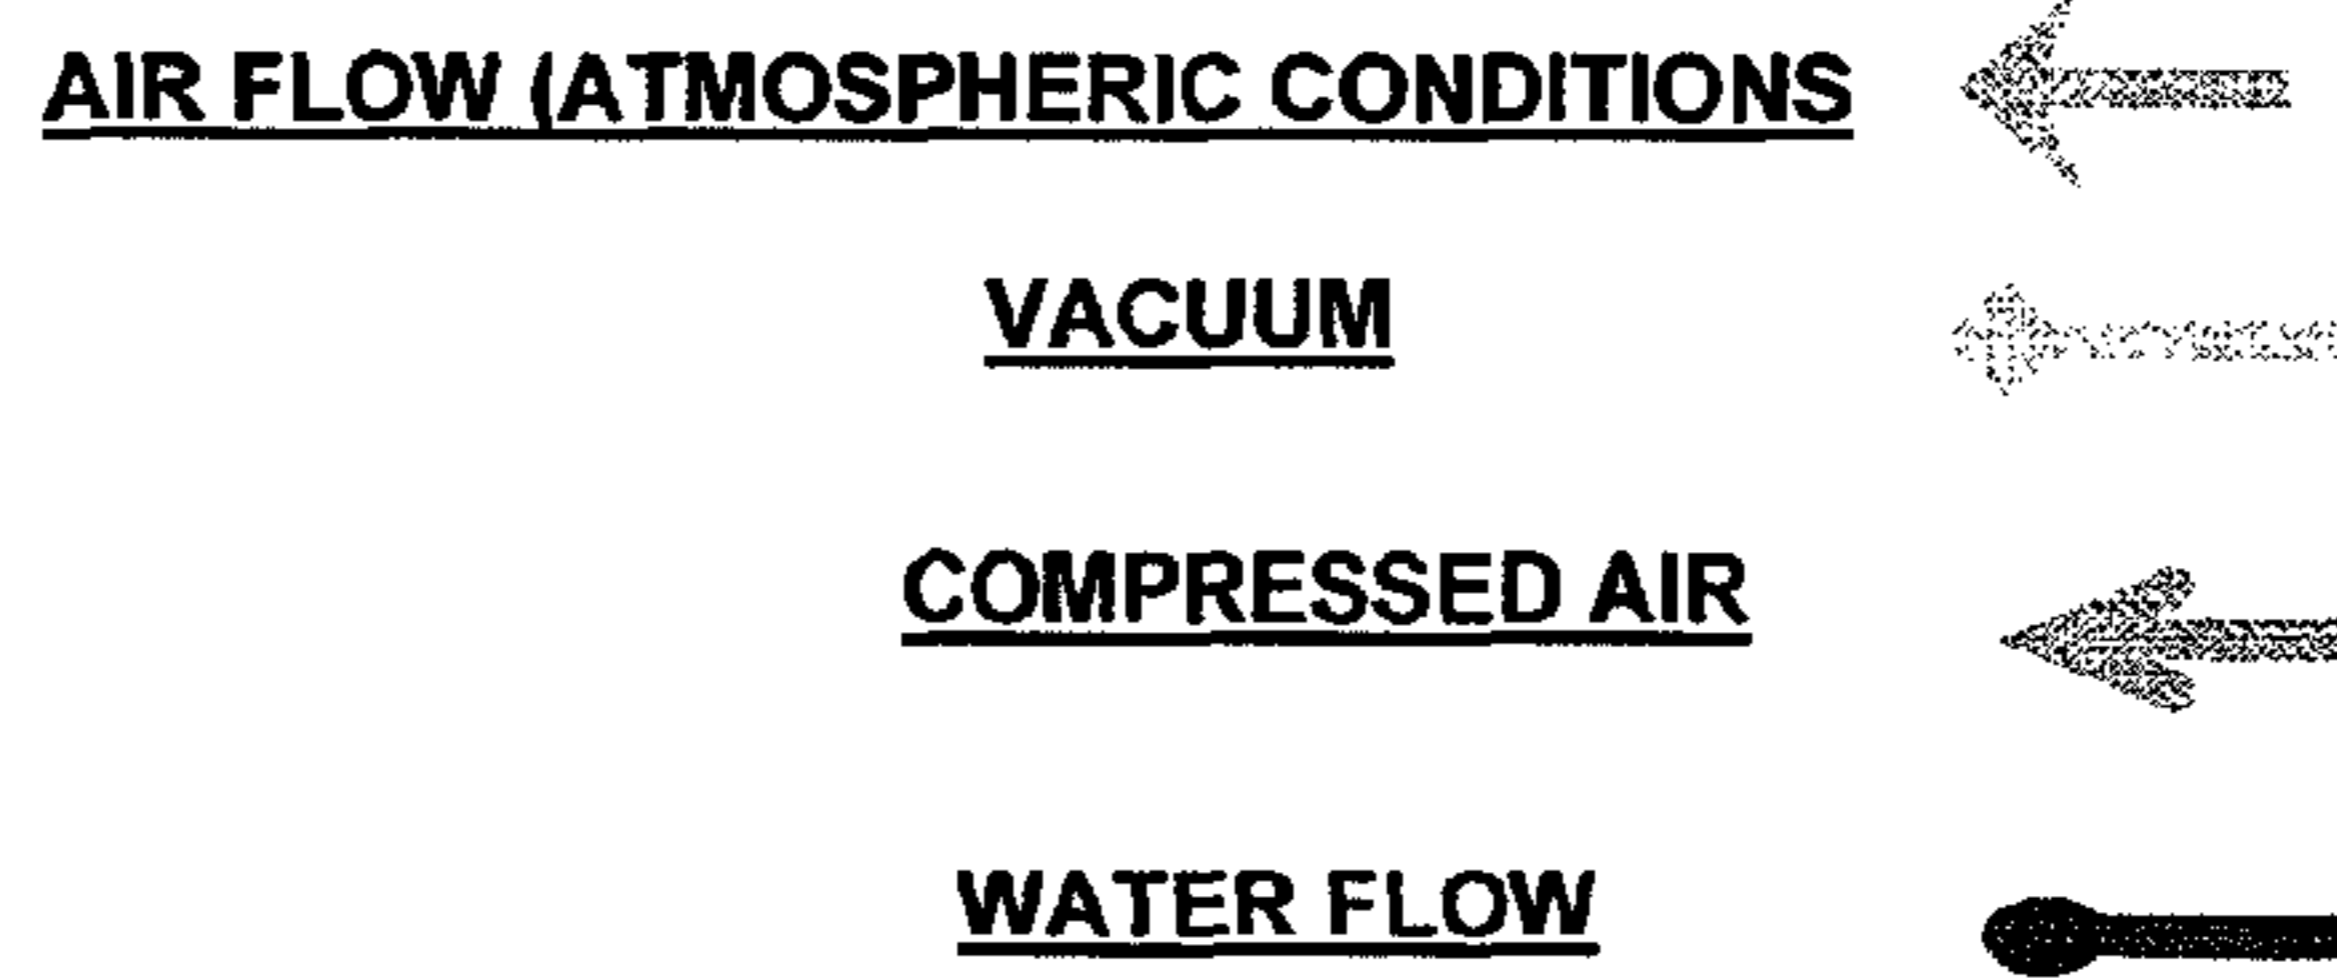 AIR FLOW (ATMOSPHERIC CONDITIONS
VACUUM
COMPRESSED AIR
WATER FLOW